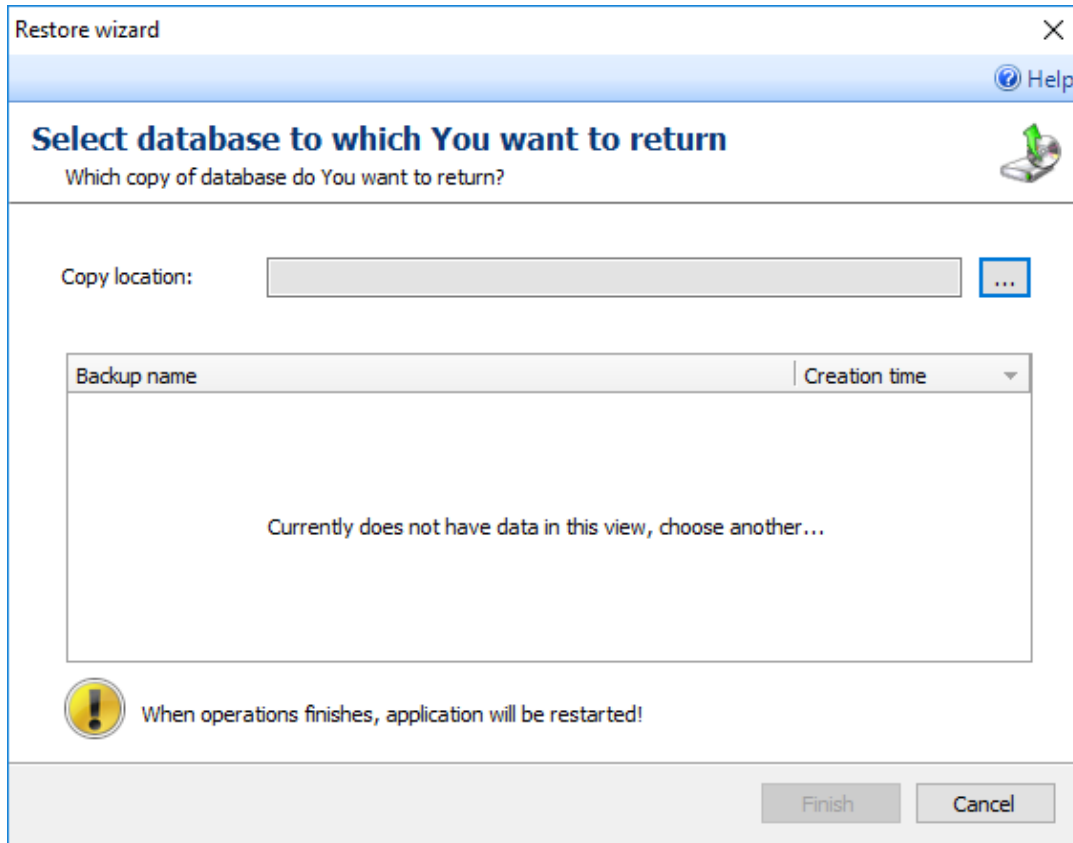 Restore wizard
Help
Select database to which You want to return
Which copy of database do You want to return?
Copy location:
...
Backup name
Creation time
Currently does not have data in this view, choose another...
When operations finishes, application will be restarted!
Finish
Cancel